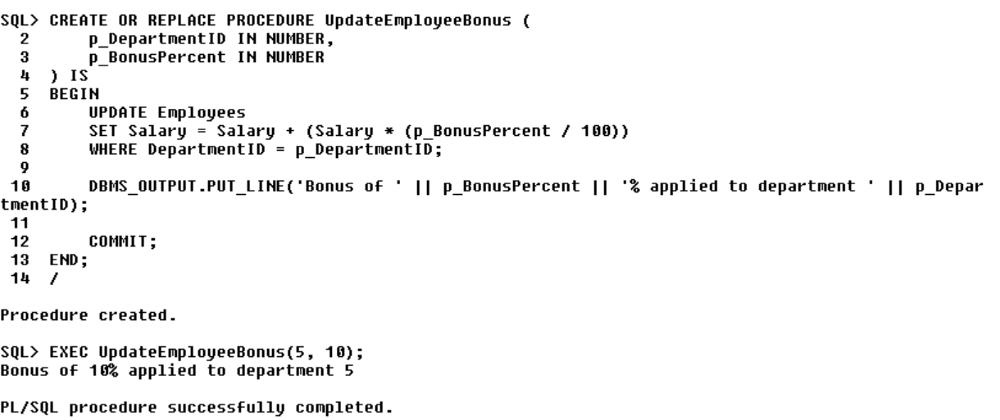 SQL> CREATE OR REPLACE PROCEDURE UpdateEmployeeBonus (
  2      p_DepartmentID IN NUMBER,
  3      p_BonusPercent IN NUMBER
  4  ) IS
  5  BEGIN
  6      UPDATE Employees
  7      SET Salary = Salary + (Salary * (p_BonusPercent / 100))
  8      WHERE DepartmentID = p_DepartmentID;
  9
 10      DBMS_OUTPUT.PUT_LINE('Bonus of ' || p_BonusPercent || '% applied to department ' || p_Depar
tmentID);
 11
 12      COMMIT;
 13  END;
 14  /
Procedure created.
SQL> EXEC UpdateEmployeeBonus(5, 10);
Bonus of 10% applied to department 5
PL/SQL procedure successfully completed.